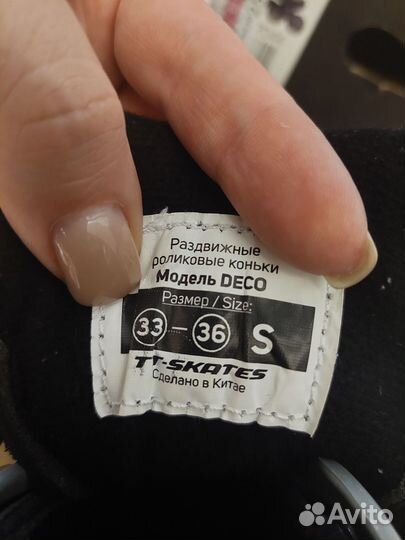 Раздвижные
роликовые коньки
Модель DECO
Размер / Size:
33 – 36 S
TT-SKATES
Сделано в Китае
Avito